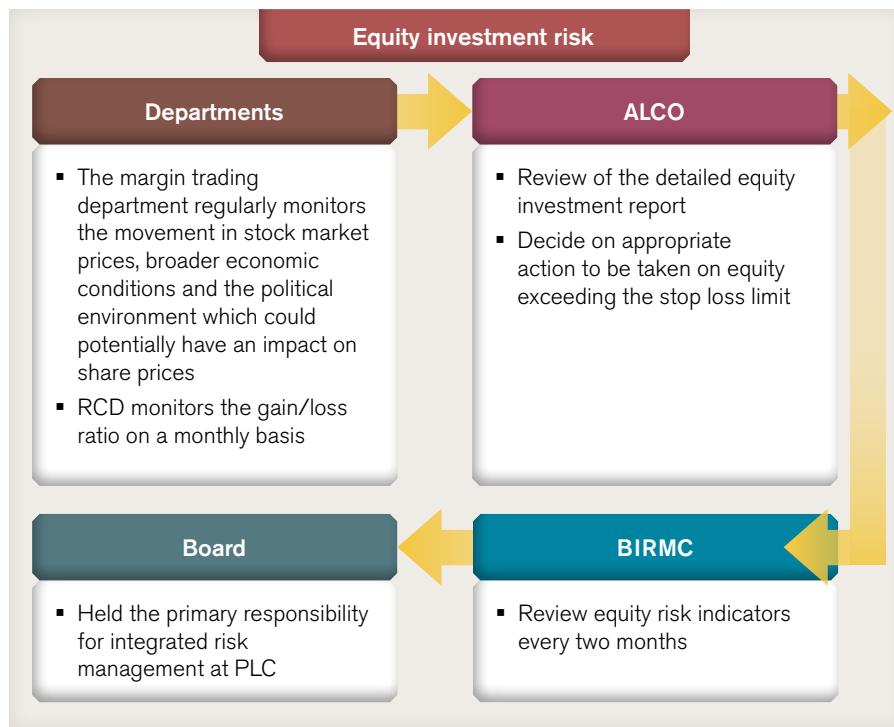 Equity investment risk
Departments
▪ The margin trading
department regularly monitors
the movement in stock market
prices, broader economic
conditions and the political
environment which could
potentially have an impact on
share prices
▪ RCD monitors the gain/loss
ratio on a monthly basis
ALCO
▪ Review of the detailed equity
investment report
▪ Decide on appropriate
action to be taken on equity
exceeding the stop loss limit
BIRMC
▪ Review equity risk indicators
every two months
Board
▪ Held the primary responsibility
for integrated risk
management at PLC